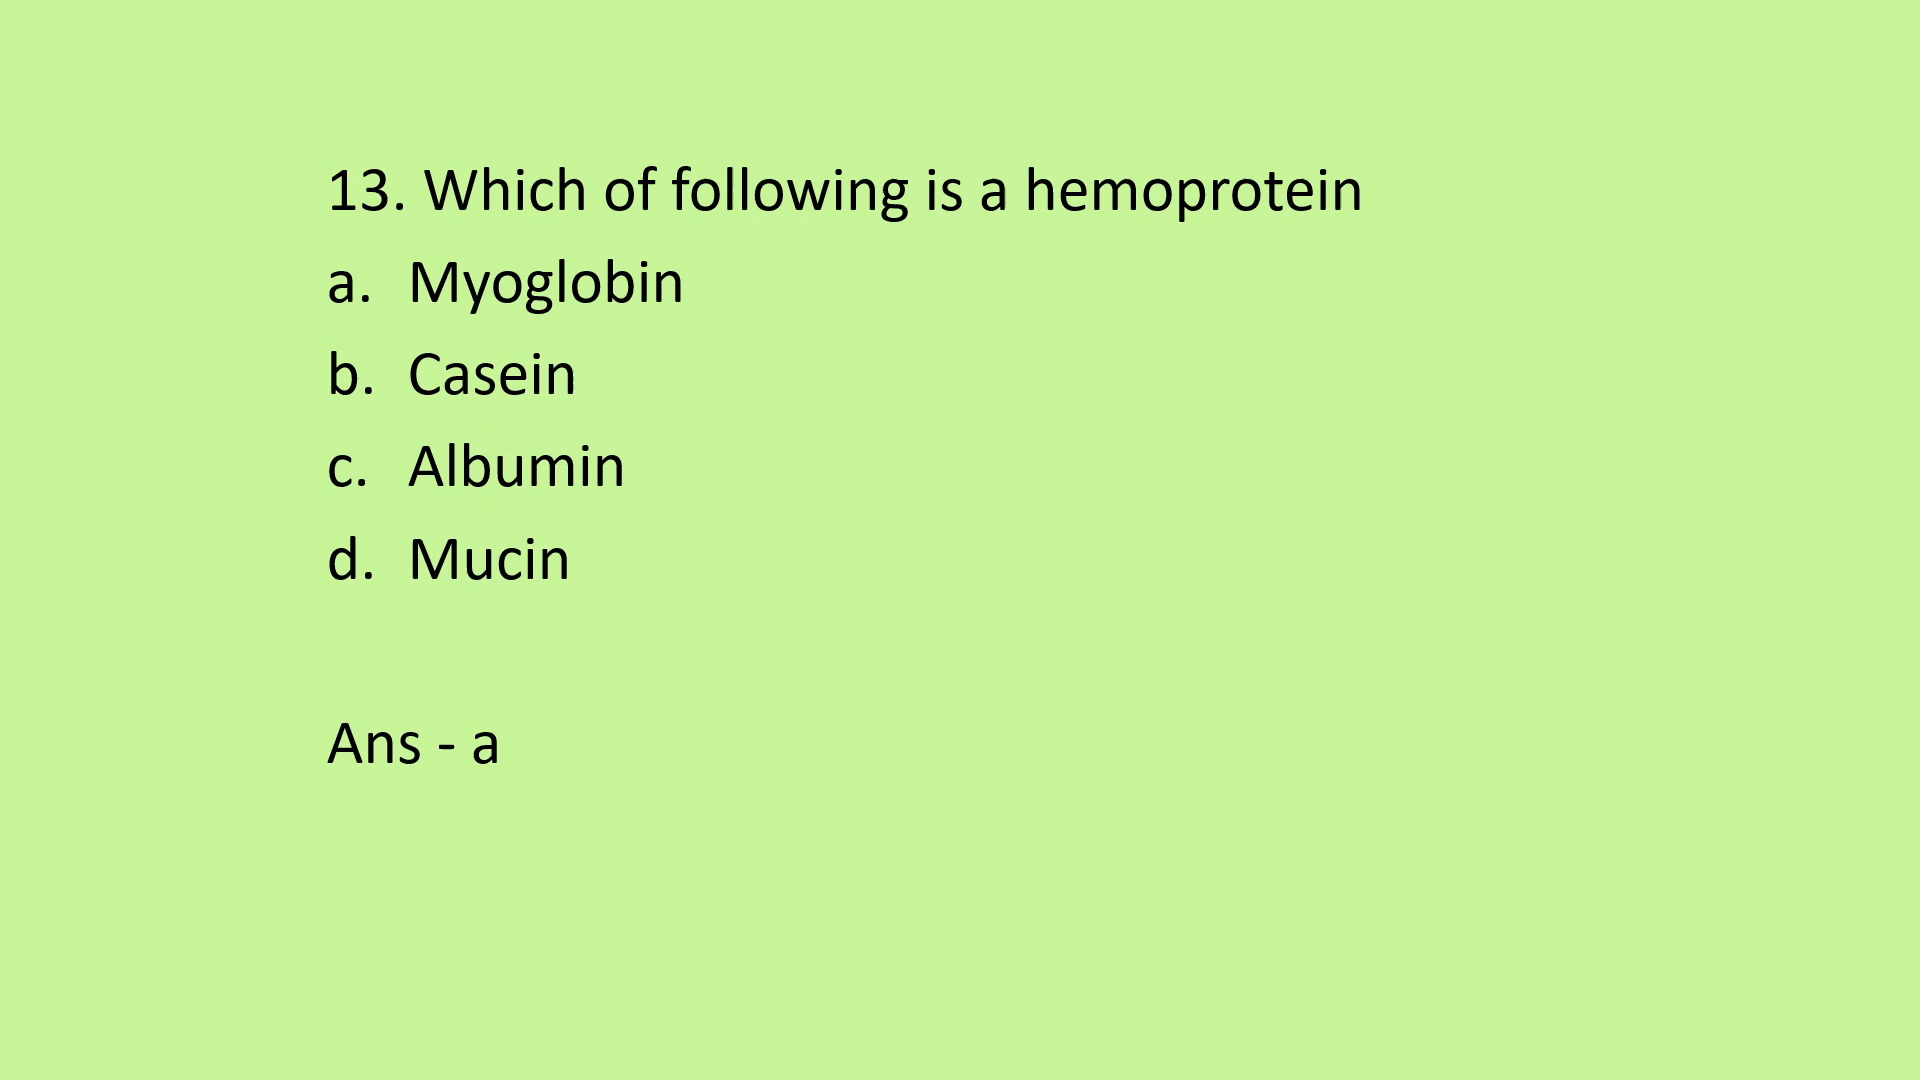 13. Which of following is a hemoprotein
a. Myoglobin
b. Casein
c. Albumin
d. Mucin
Ans - a